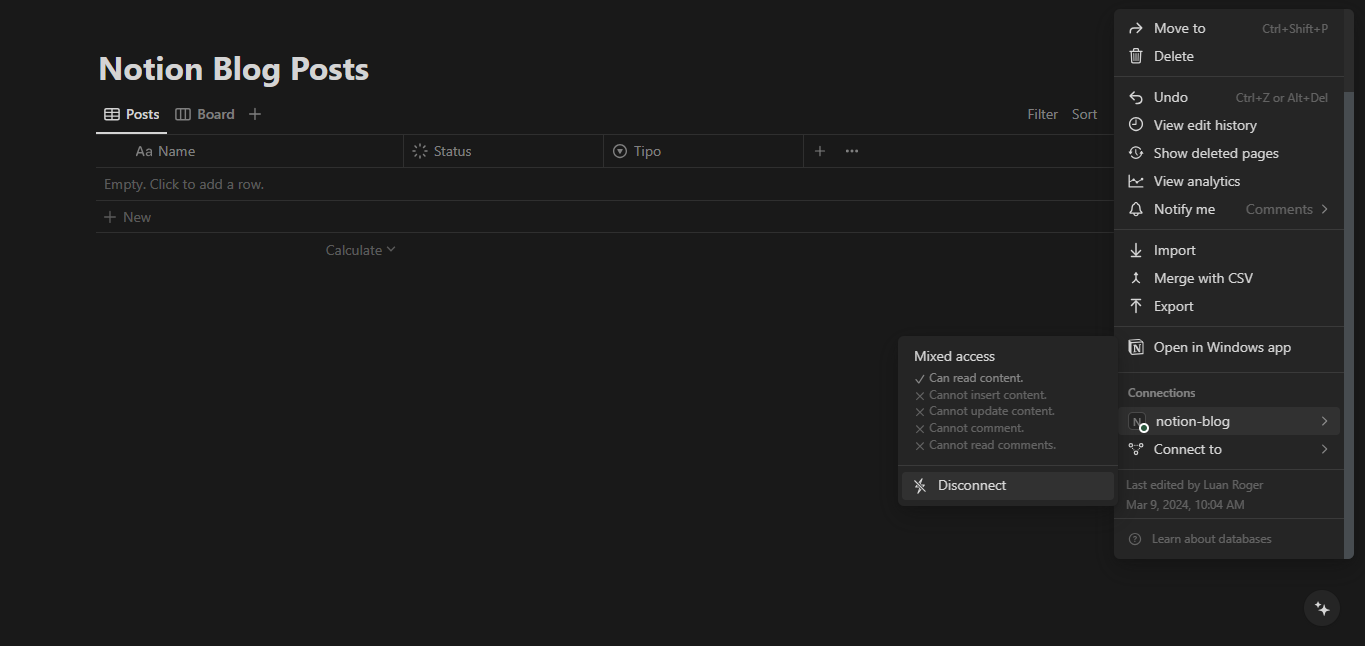 Notion Blog Posts
Posts Board
Filter Sort
Aa Name Status Tipo
Empty. Click to add a row.
New
Calculate
Move to Ctrl+Shift+P
Delete
Undo Ctrl+Z or Alt+Del
View edit history
Show deleted pages
View analytics
Notify me Comments
Import
Merge with CSV
Export
Open in Windows app
Connections
notion-blog
Connect to
Last edited by Luan Roger
Mar 9, 2024, 10:04 AM
Learn about databases
Mixed access
Can read content.
Cannot insert content.
Cannot update content.
Cannot comment.
Cannot read comments.
Disconnect